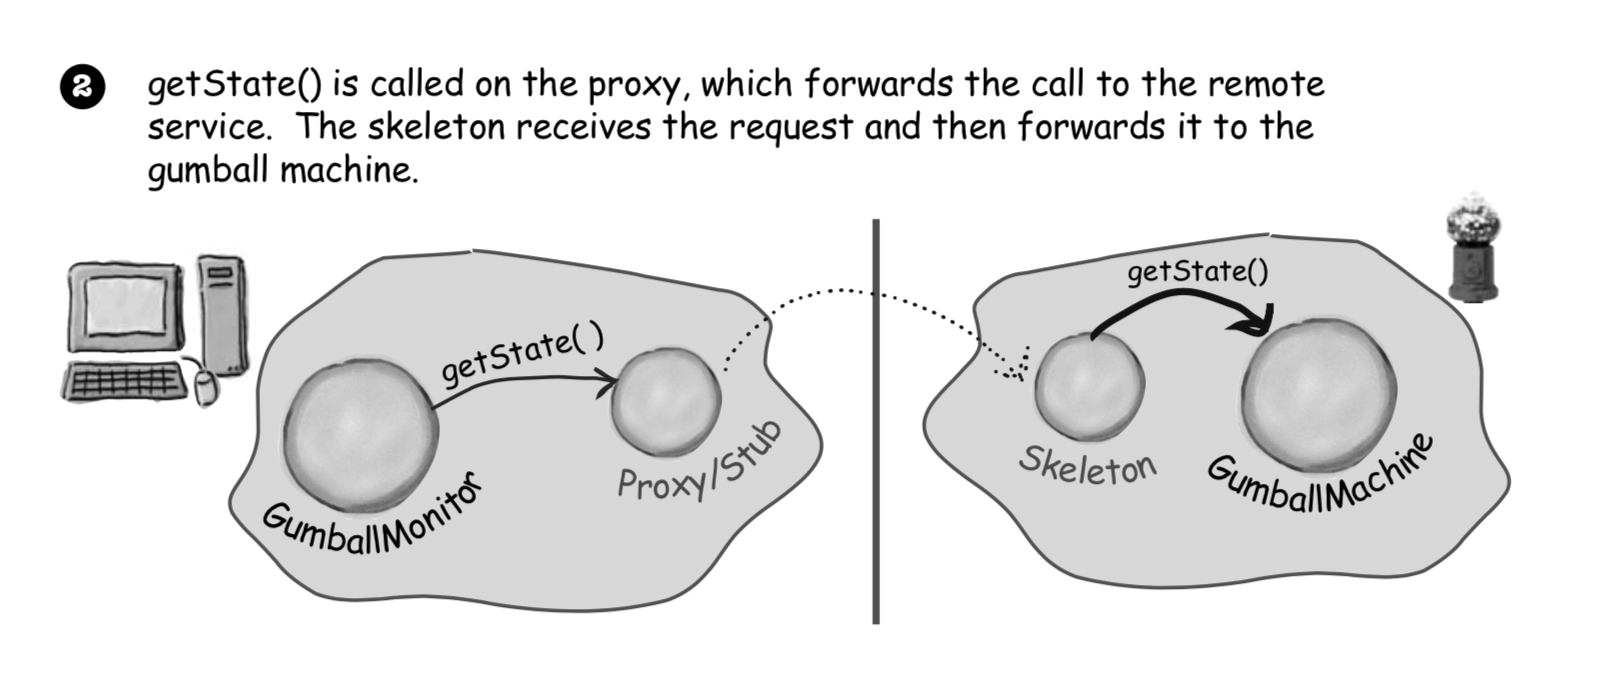 2
getState() is called on the proxy, which forwards the call to the remote
service. The skeleton receives the request and then forwards it to the
gumball machine.
getState( )
getState()
GumballMonitor
Proxy/Stub
Skeleton
GumballMachine